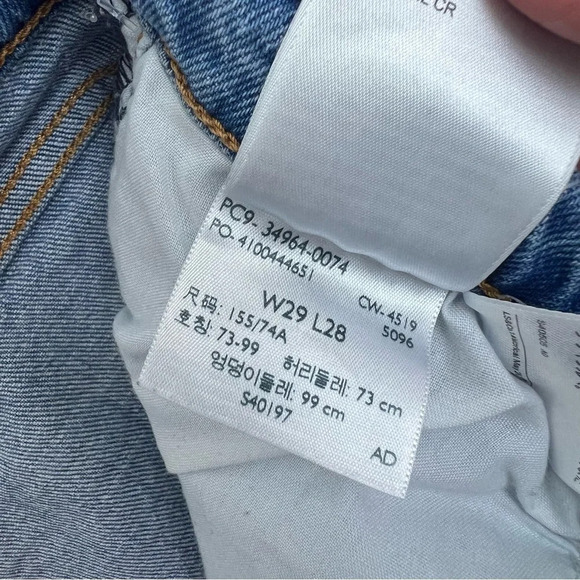 CR
PC9- 34964-0074
PO- 4100444651
CW-4519
W29 L28
5096
尺码: 155/74A
호칭: 73-99
허리둘레: 73 cm
엉덩이둘레: 99 cm
S40197
AD